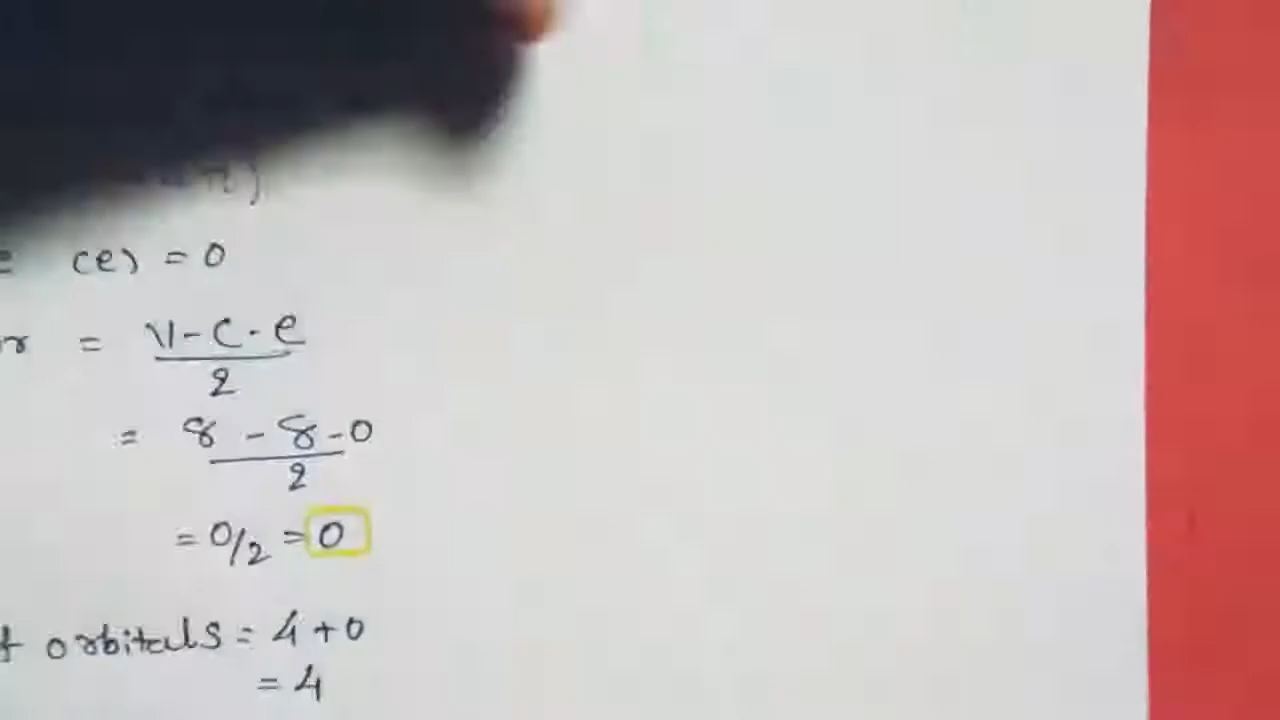 (e) = 0
= V-C-e
2
= 8 - 8 - 0
2
= 0/2 = 0
orbitals = 4 + 0
= 4